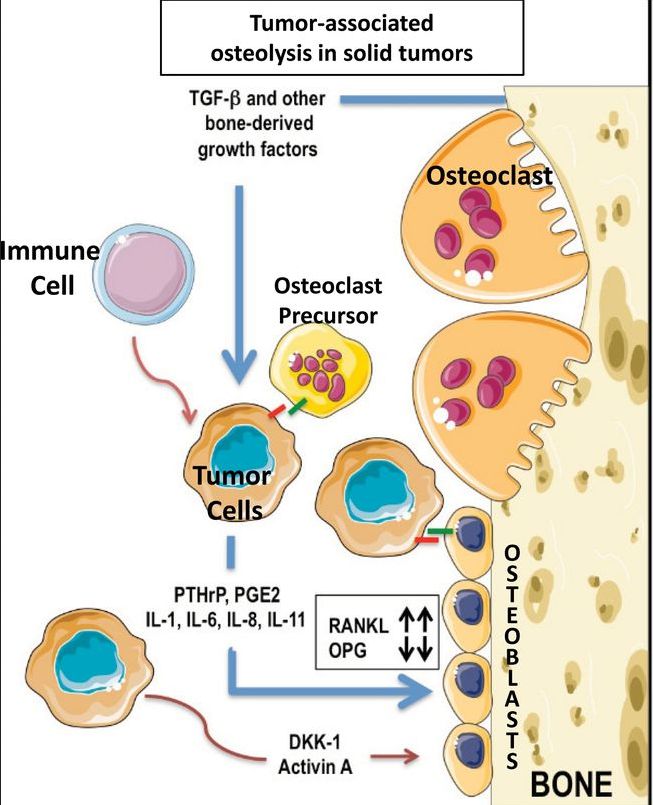 Tumor-associated
osteolysis in solid tumors
TGF-β and other
bone-derived
growth factors
Osteoclast
Immune
Cell
Osteoclast
Precursor
Tumor
Cells
PTHrP, PGE2
IL-1, IL-6, IL-8, IL-11
RANKL ↑↑
OPG ↓↓
OSTEOBLASTS
DKK-1
Activin A
BONE